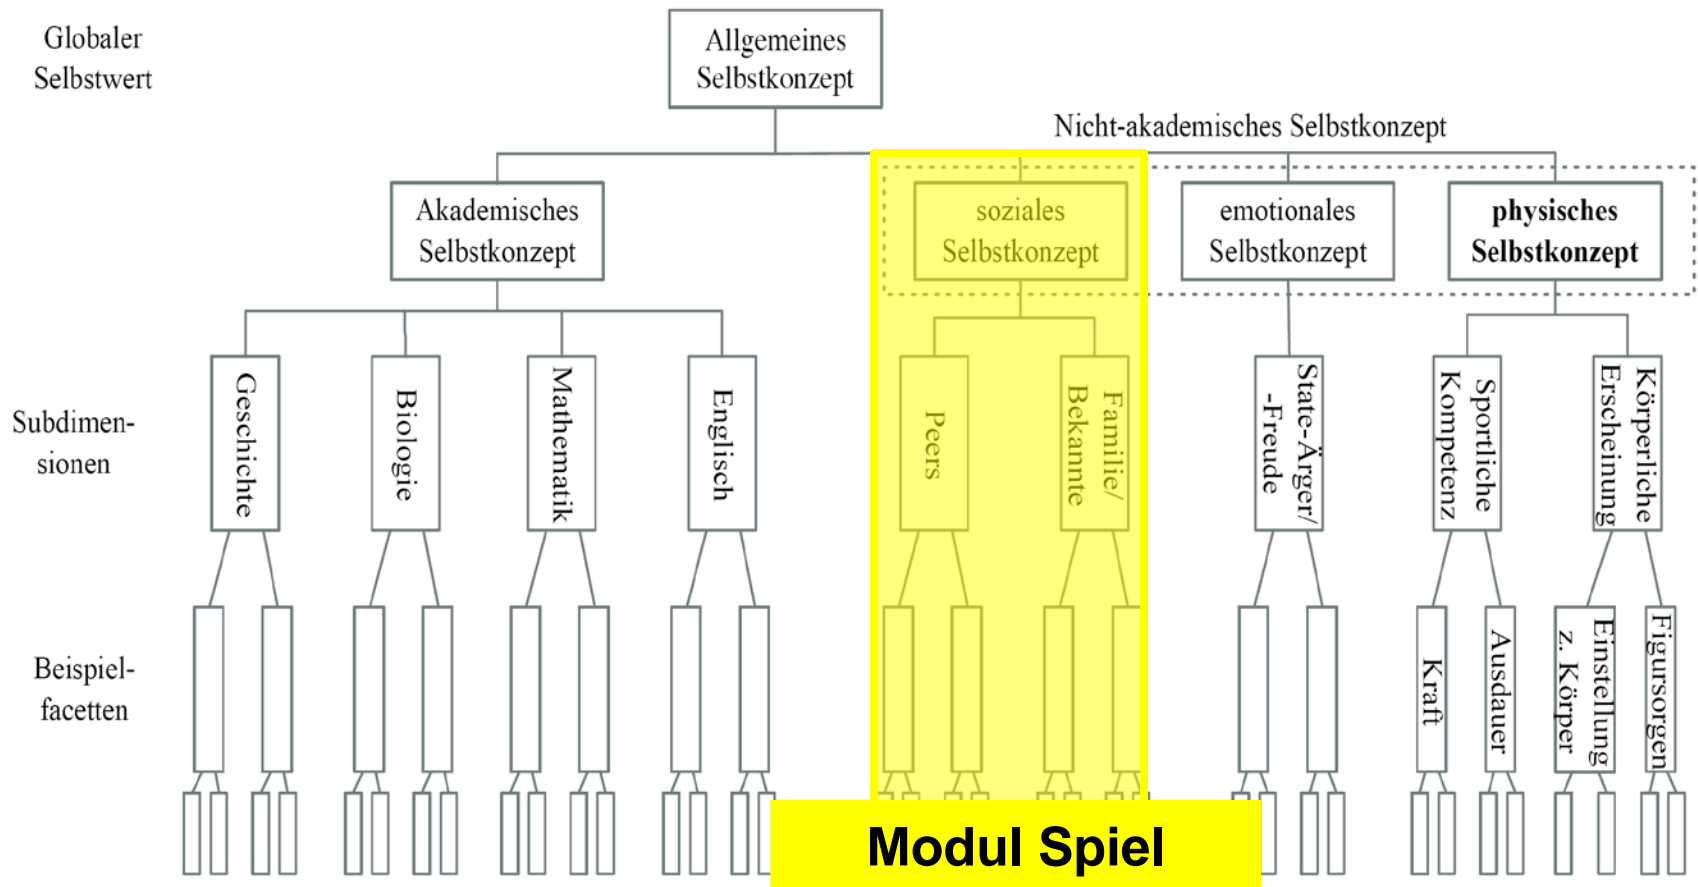 Globaler
Selbstwert
Allgemeines
Selbstkonzept
Nicht-akademisches Selbstkonzept
Akademisches
Selbstkonzept
soziales
Selbstkonzept
emotionales
Selbstkonzept
physisches
Selbstkonzept
Subdimen-
sionen
Geschichte
Biologie
Mathematik
Englisch
Peers
Familie/
Bekannte
State-Ärger/
-Freude
Sportliche
Kompetenz
Körperliche
Erscheinung
Beispiel-
facetten
Kraft
Ausdauer
Einstellung
z. Körper
Figursorgen
Modul Spiel